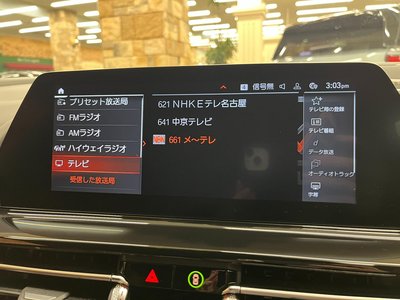 4 信号無 3:03pm
プリセット放送局
FMラジオ
AMラジオ
ハイウェイラジオ
テレビ
受信した放送局
621 NHKEテレ名古屋
641 中京テレビ
661 メ〜テレ
テレビ局の登録
テレビ番組
データ放送
オーディオトラック
字幕